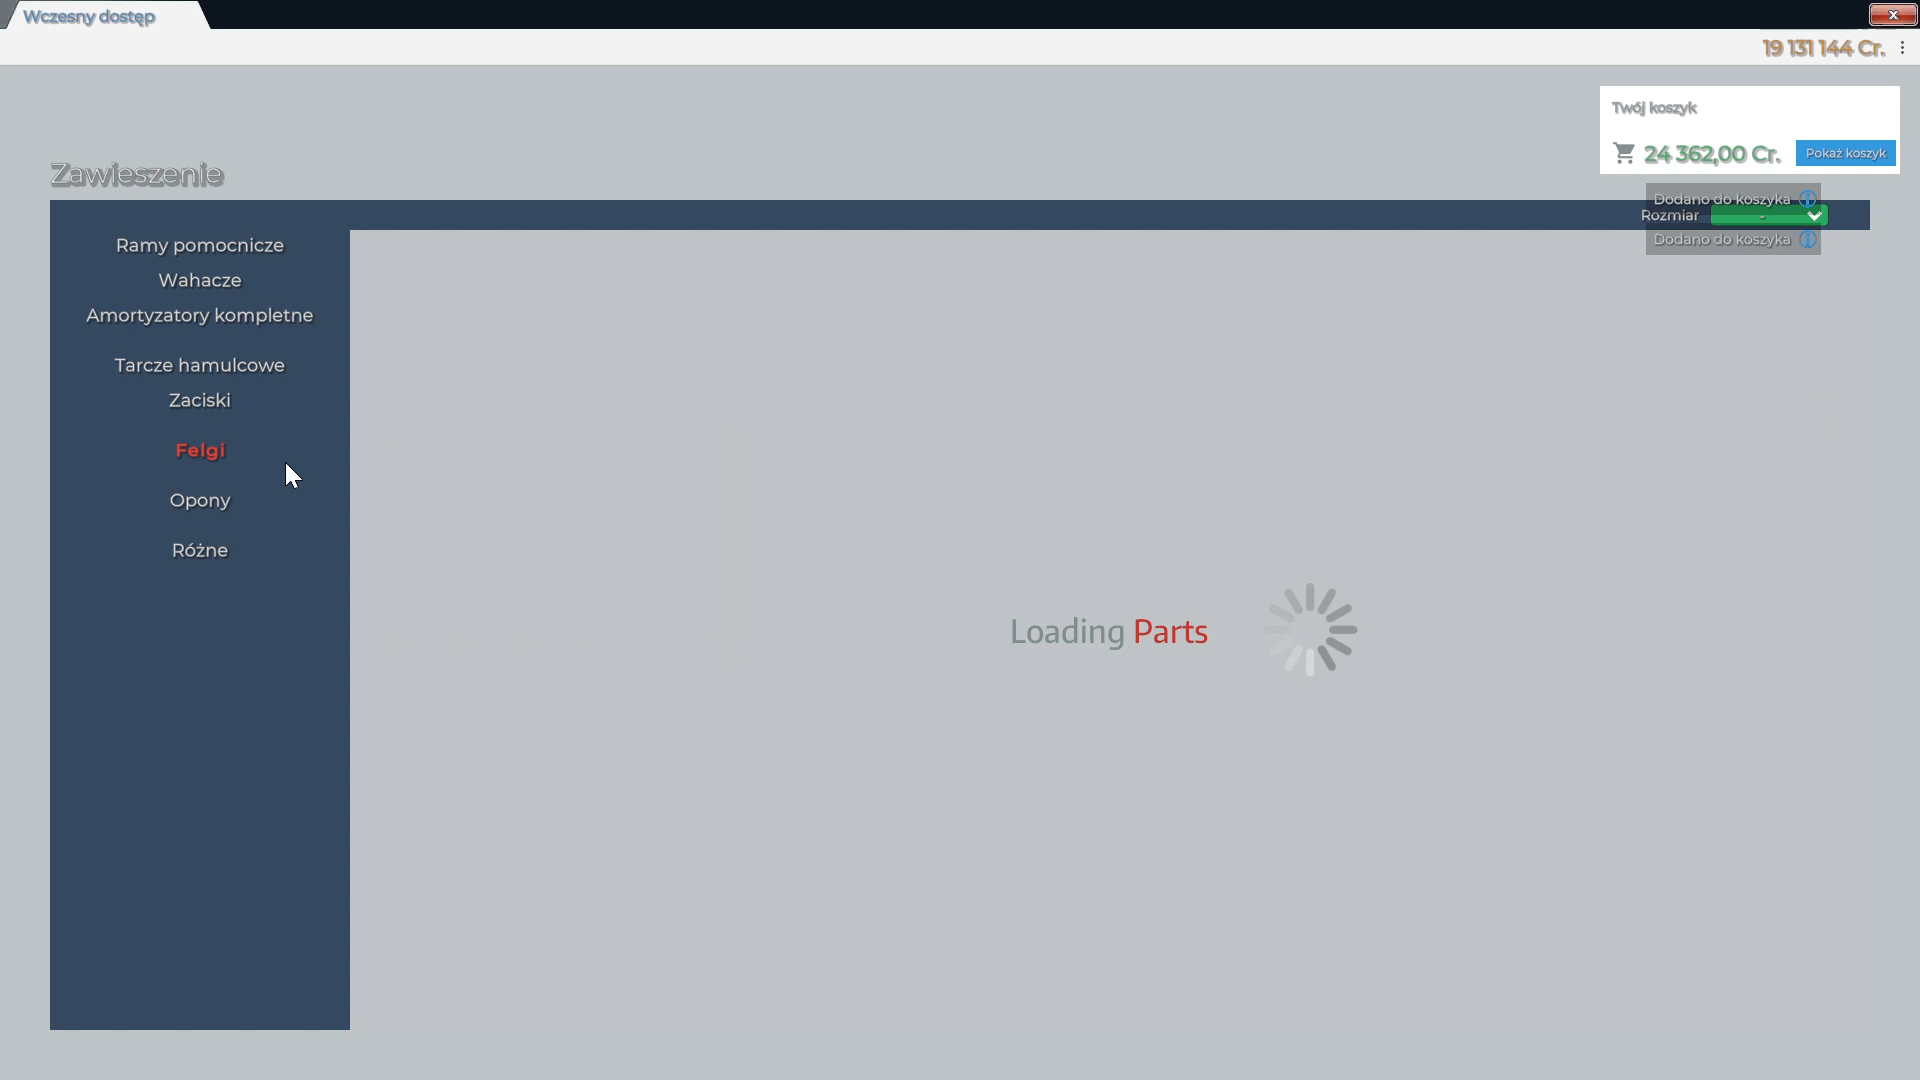 Wczesny dostęp
19 131 144 Cr.
Twój koszyk
24 362,00 Cr.
Pokaż koszyk
Zawieszenie
Dodano do koszyka
Rozmiar
-
Dodano do koszyka
Ramy pomocnicze
Wahacze
Amortyzatory kompletne
Tarcze hamulcowe
Zaciski
Felgi
Opony
Różne
Loading Parts